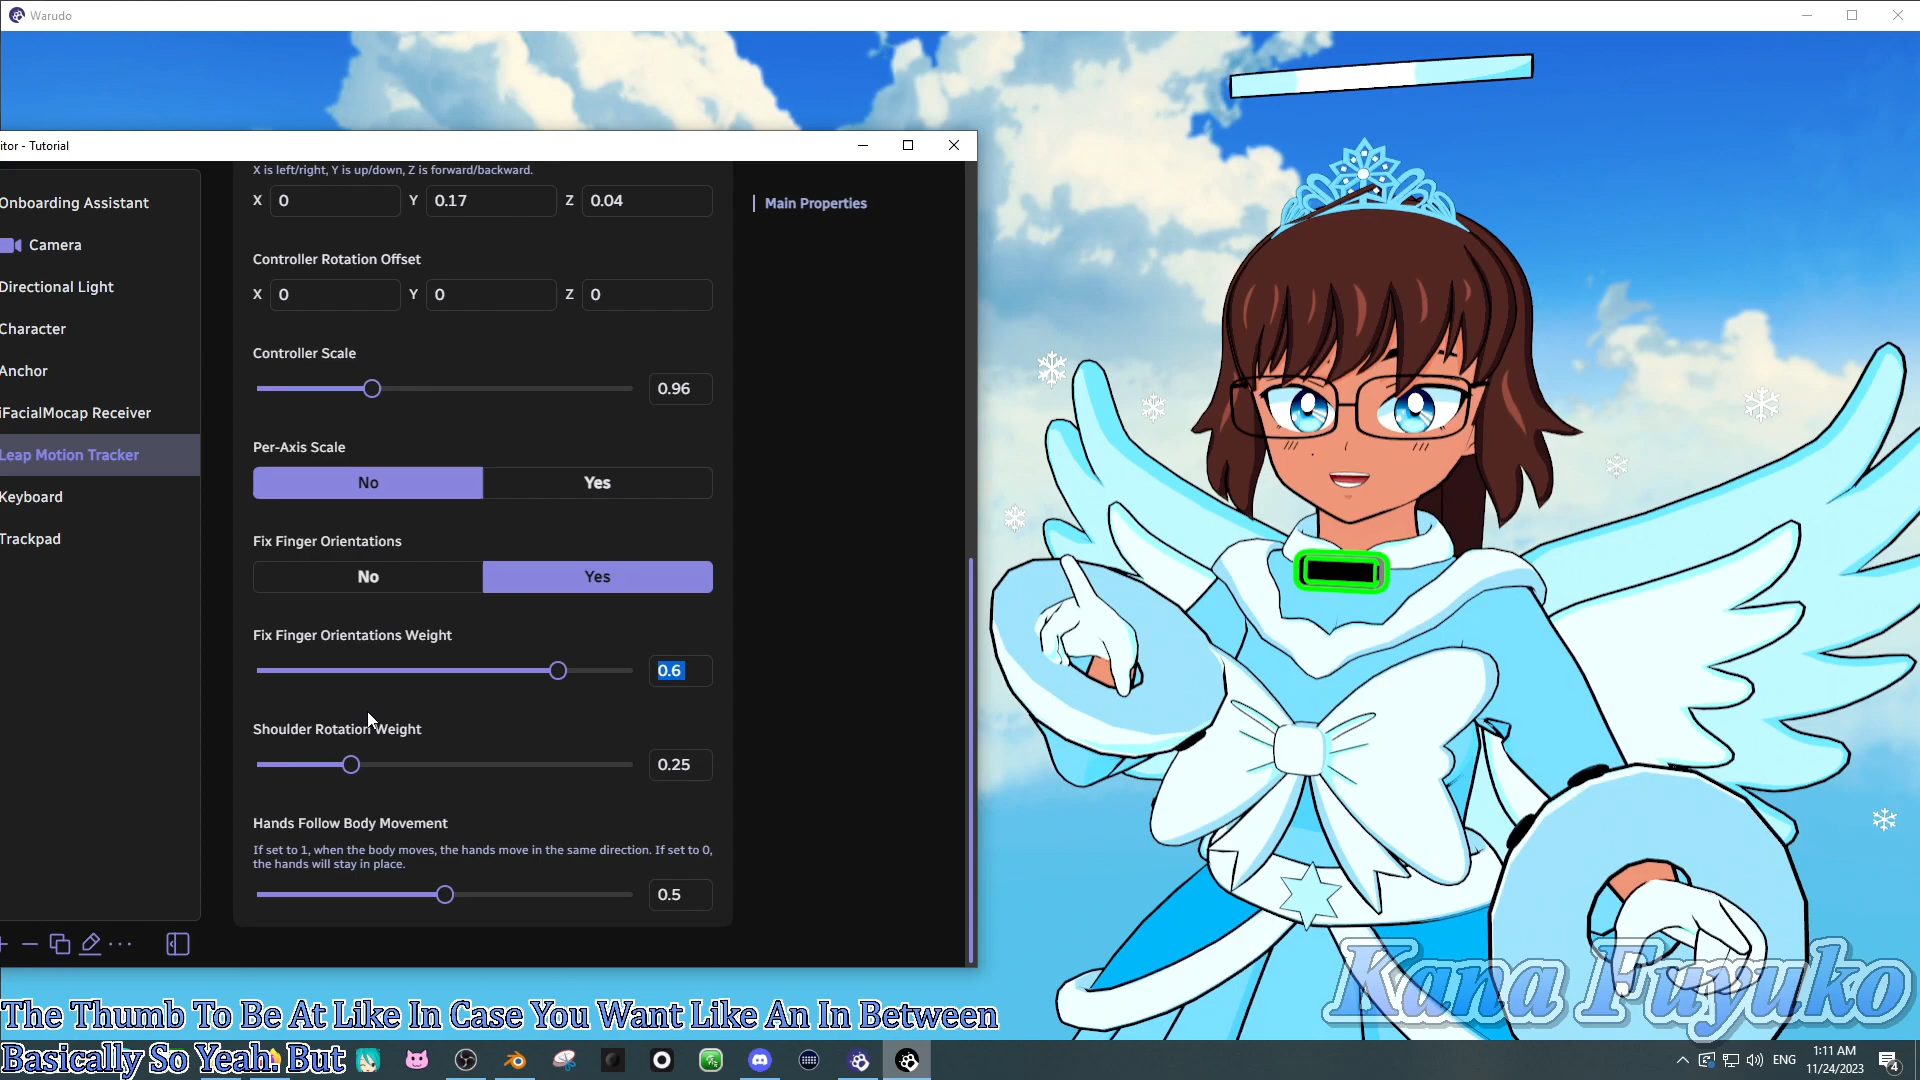 Warudo
itor - Tutorial
X is left/right, Y is up/down, Z is forward/backward.
X 0 Y 0.17 Z 0.04
Main Properties
Onboarding Assistant
Camera
Directional Light
Character
Anchor
iFacialMocap Receiver
Leap Motion Tracker
Keyboard
Trackpad
Controller Rotation Offset
X 0 Y 0 Z 0
Controller Scale
0.96
Per-Axis Scale
No Yes
Fix Finger Orientations
No Yes
Fix Finger Orientations Weight
0.6
Shoulder Rotation Weight
0.25
Hands Follow Body Movement
If set to 1, when the body moves, the hands move in the same direction. If set to 0,
the hands will stay in place.
0.5
Kana Fuyuko
The Thumb To Be At Like In Case You Want Like An In Between
Basically So Yeah. But
ENG
1:11 AM
11/24/2023
4